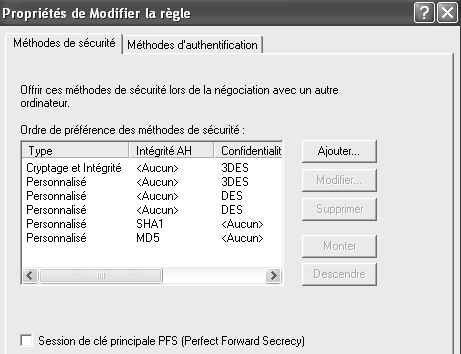 Propriétés de Modifier la règle
Méthodes de sécurité Méthodes d'authentification
Offrir ces méthodes de sécurité lors de la négociation avec un autre
ordinateur.
Ordre de préférence des méthodes de sécurité :
Type Intégrité AH Confidentialit
Cryptage et Intégrité <Aucun> 3DES
Personnalisé <Aucun> 3DES
Personnalisé <Aucun> DES
Personnalisé <Aucun> DES
Personnalisé SHA1 <Aucun>
Personnalisé MD5 <Aucun>
Ajouter...
Modifier...
Supprimer
Monter
Descendre
Session de clé principale PFS (Perfect Forward Secrecy)